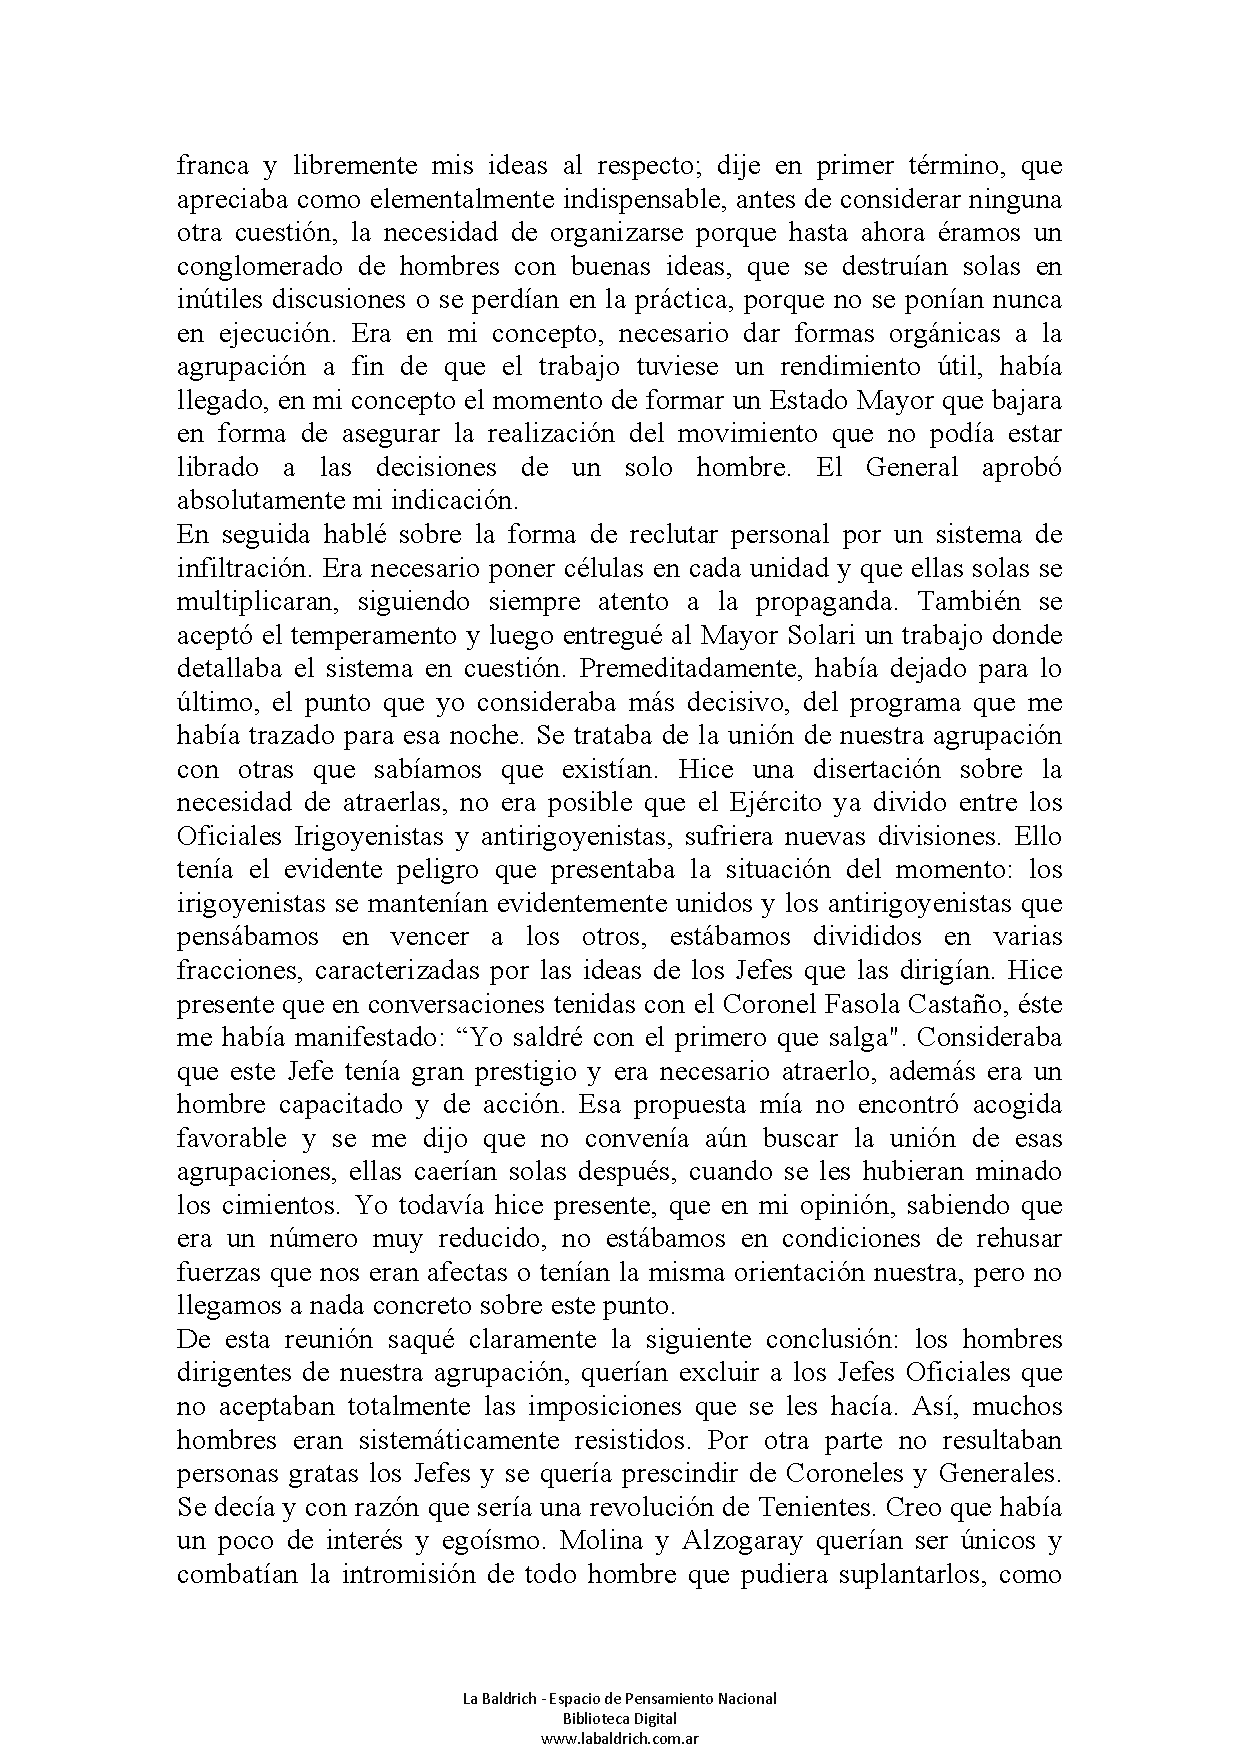 franca y libremente mis ideas al respecto; dije en primer término, que
apreciaba como elementalmente indispensable, antes de considerar ninguna
otra cuestión, la necesidad de organizarse porque hasta ahora éramos un
conglomerado de hombres con buenas ideas, que se destruían solas en
inútiles discusiones o se perdían en la práctica, porque no se ponían nunca
en ejecución. Era en mi concepto, necesario dar formas orgánicas a la
agrupación a fin de que el trabajo tuviese un rendimiento útil, había
llegado, en mi concepto el momento de formar un Estado Mayor que bajara
en forma de asegurar la realización del movimiento que no podía estar
librado a las decisiones de un solo hombre. El General aprobó
absolutamente mi indicación.
En seguida hablé sobre la forma de reclutar personal por un sistema de
infiltración. Era necesario poner células en cada unidad y que ellas solas se
multiplicaran, siguiendo siempre atento a la propaganda. También se
aceptó el temperamento y luego entregué al Mayor Solari un trabajo donde
detallaba el sistema en cuestión. Premeditadamente, había dejado para lo
último, el punto que yo consideraba más decisivo, del programa que me
había trazado para esa noche. Se trataba de la unión de nuestra agrupación
con otras que sabíamos que existían. Hice una disertación sobre la
necesidad de atraerlas, no era posible que el Ejército ya divido entre los
Oficiales Irigoyenistas y antirigoyenistas, sufriera nuevas divisiones. Ello
tenía el evidente peligro que presentaba la situación del momento: los
irigoyenistas se mantenían evidentemente unidos y los antirigoyenistas que
pensábamos en vencer a los otros, estábamos divididos en varias
fracciones, caracterizadas por las ideas de los Jefes que las dirigían. Hice
presente que en conversaciones tenidas con el Coronel Fasola Castaño, éste
me había manifestado: “Yo saldré con el primero que salga". Consideraba
que este Jefe tenía gran prestigio y era necesario atraerlo, además era un
hombre capacitado y de acción. Esa propuesta mía no encontró acogida
favorable y se me dijo que no convenía aún buscar la unión de esas
agrupaciones, ellas caerían solas después, cuando se les hubieran minado
los cimientos. Yo todavía hice presente, que en mi opinión, sabiendo que
era un número muy reducido, no estábamos en condiciones de rehusar
fuerzas que nos eran afectas o tenían la misma orientación nuestra, pero no
llegamos a nada concreto sobre este punto.
De esta reunión saqué claramente la siguiente conclusión: los hombres
dirigentes de nuestra agrupación, querían excluir a los Jefes Oficiales que
no aceptaban totalmente las imposiciones que se les hacía. Así, muchos
hombres eran sistemáticamente resistidos. Por otra parte no resultaban
personas gratas los Jefes y se quería prescindir de Coroneles y Generales.
Se decía y con razón que sería una revolución de Tenientes. Creo que había
un poco de interés y egoísmo. Molina y Alzogaray querían ser únicos y
combatían la intromisión de todo hombre que pudiera suplantarlos, como
La Baldrich - Espacio de Pensamiento Nacional
Biblioteca Digital
www.labaldrich.com.ar